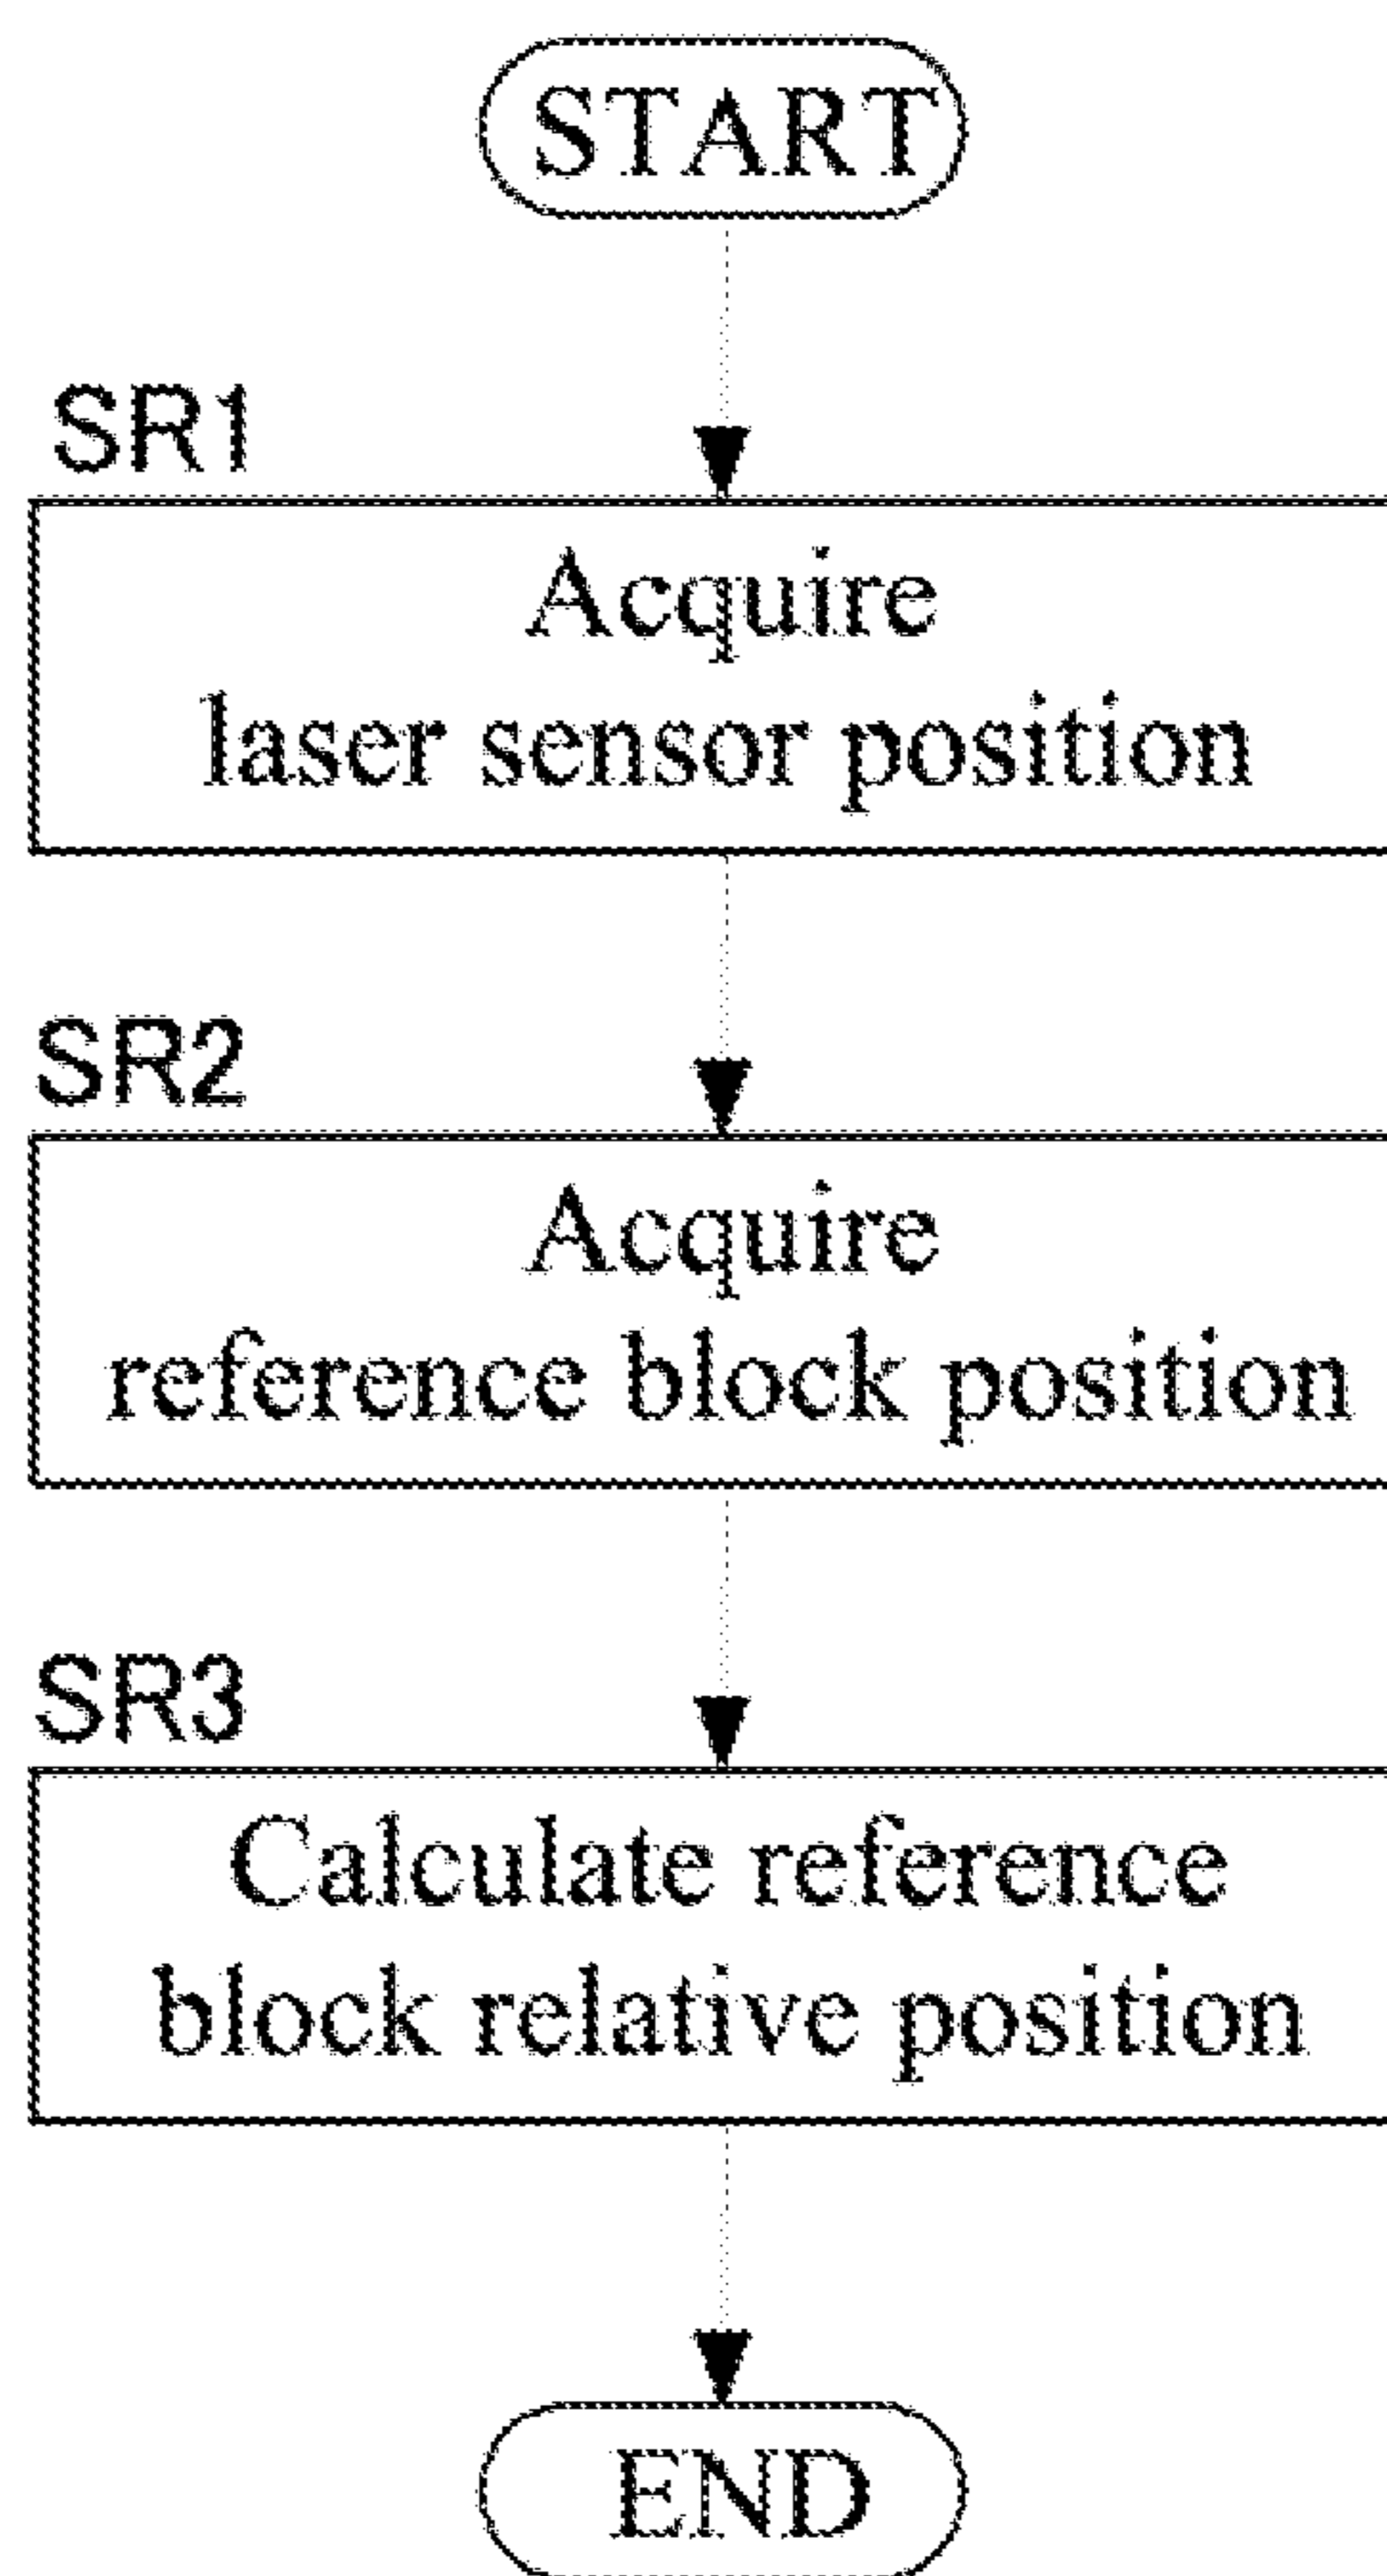 START
SR1
Acquire
laser sensor position
SR2
Acquire
reference block position
SR3
Calculate reference
block relative position
END